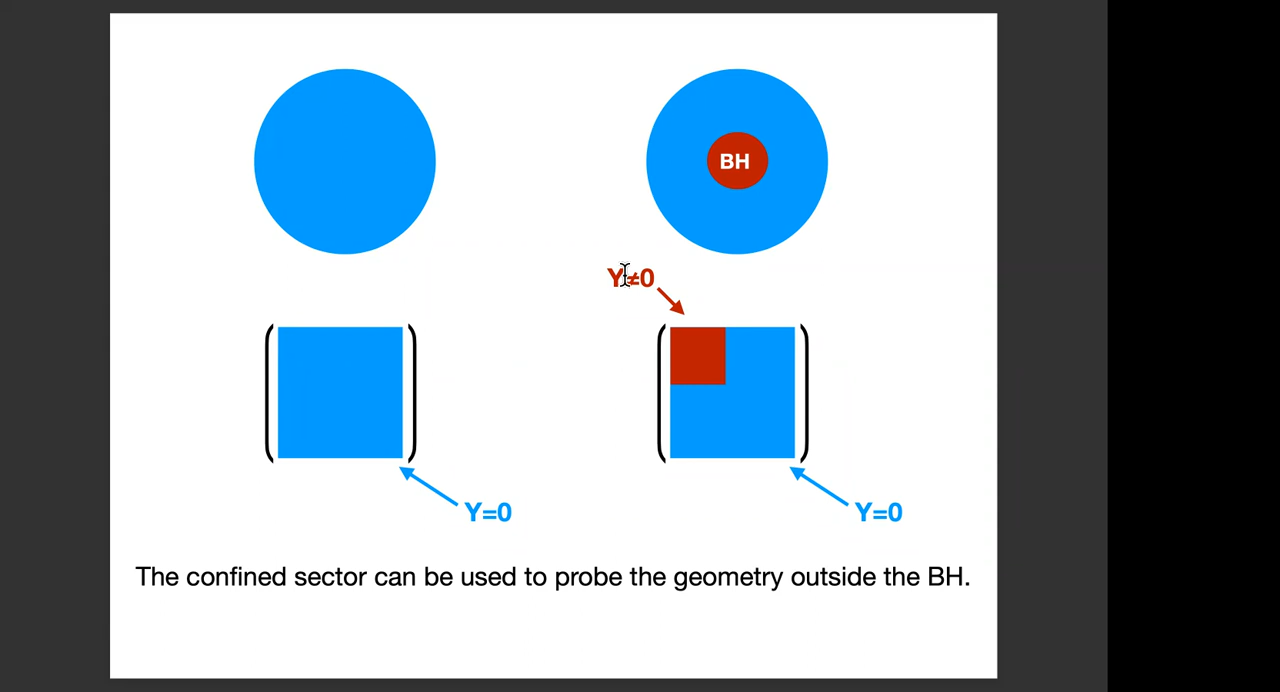 BH
Y≠0
Y=0
Y=0
The confined sector can be used to probe the geometry outside the BH.